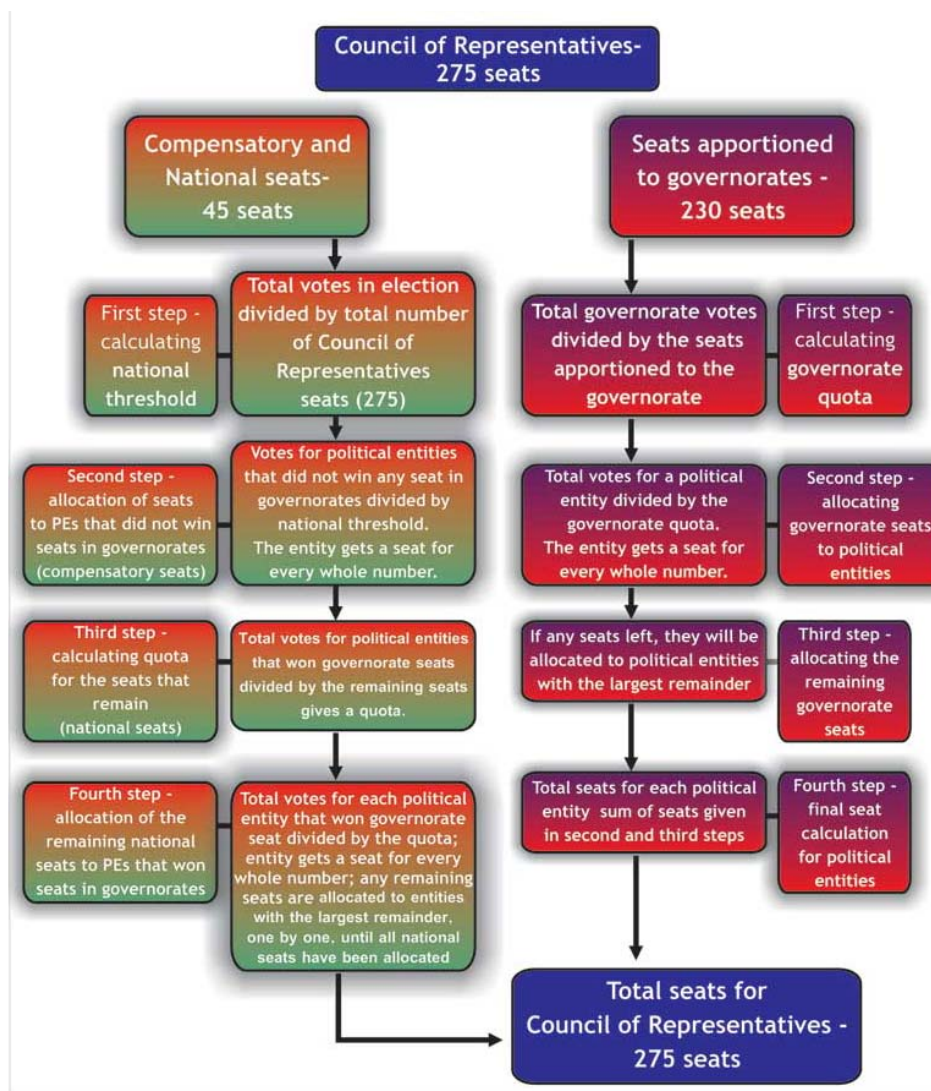 Council of Representatives-
275 seats
Compensatory and
National seats-
45 seats
First step -
calculating
national
threshold
Total votes in election
divided by total number
of Council of
Representatives
seats (275)
Second step -
allocation of seats
to PEs that did not win
seats in governorates
(compensatory seats)
Votes for political entities
that did not win any seat in
governorates divided by
national threshold.
The entity gets a seat for
every whole number.
Third step -
calculating quota
for the seats that
remain
(national seats)
Total votes for political entities
that won governorate seats
divided by the remaining seats
gives a quota.
Fourth step -
allocation of the
remaining national
seats to PEs that won
seats in governorates
Total votes for each political
entity that won governorate
seat divided by the quota;
entity gets a seat for every
whole number; any remaining
seats are allocated to entities
with the largest remainder,
one by one, until all national
seats have been allocated
Seats apportioned
to governorates -
230 seats
Total governorate votes
divided by the seats
apportioned to the
governorate
First step -
calculating
governorate
quota
Total votes for a political
entity divided by the
governorate quota.
The entity gets a seat for
every whole number.
Second step -
allocating
governorate seats
to political
entities
If any seats left, they will be
allocated to political entities
with the largest remainder
Third step -
allocating the
remaining
governorate
seats
Total seats for each political
entity sum of seats given
in second and third steps
Fourth step -
final seat
calculation
for political
entities
Total seats for
Council of Representatives -
275 seats